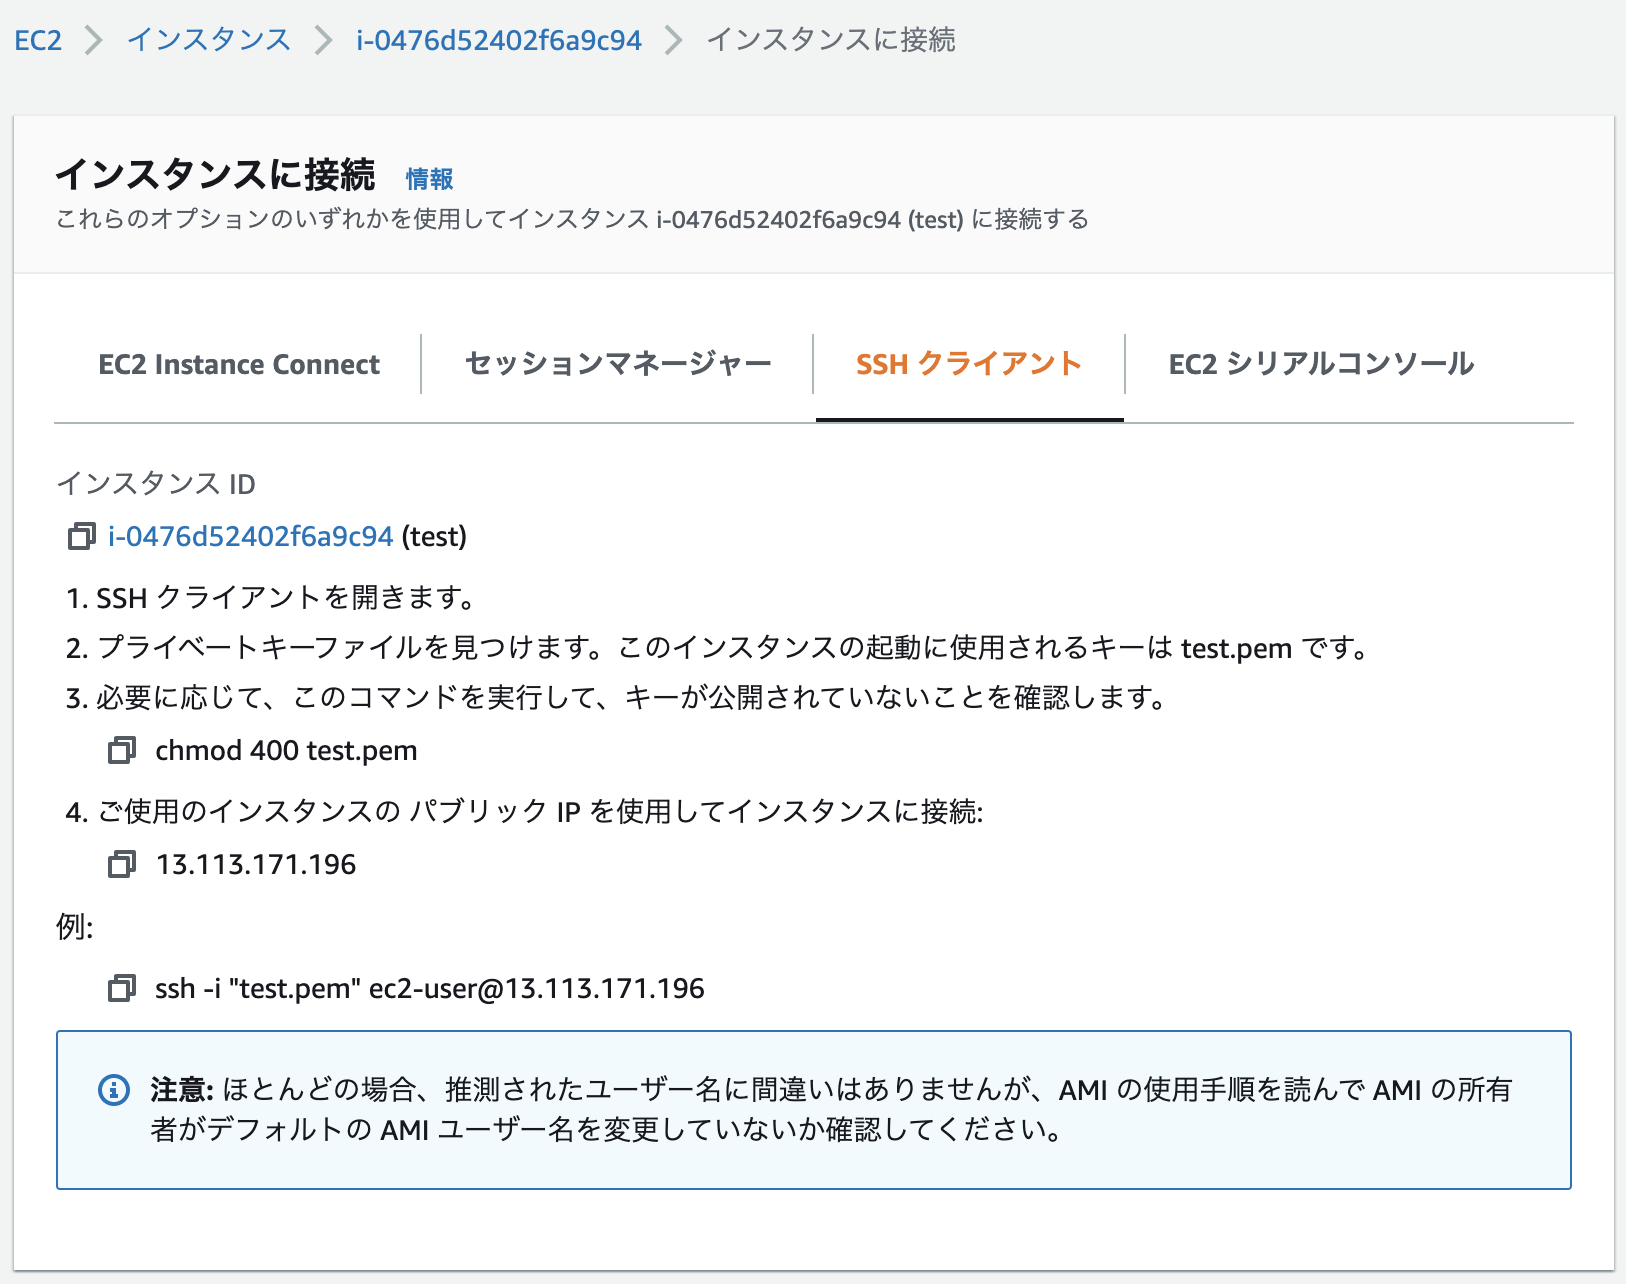 EC2 インスタンス i-0476d52402f6a9c94 インスタンスに接続
インスタンスに接続 情報
これらのオプションのいずれかを使用してインスタンス i-0476d52402f6a9c94 (test) に接続する
EC2 Instance Connect セッションマネージャー SSH クライアント EC2 シリアルコンソール
インスタンス ID
i-0476d52402f6a9c94 (test)
1. SSH クライアントを開きます。
2. プライベートキーファイルを見つけます。このインスタンスの起動に使用されるキーは test.pem です。
3. 必要に応じて、このコマンドを実行して、キーが公開されていないことを確認します。
chmod 400 test.pem
4. ご使用のインスタンスの パブリック IP を使用してインスタンスに接続:
13.113.171.196
例:
ssh -i "test.pem" ec2-user@13.113.171.196
注意: ほとんどの場合、推測されたユーザー名に間違いはありませんが、AMI の使用手順を読んで AMI の所有
者がデフォルトの AMI ユーザー名を変更していないか確認してください。